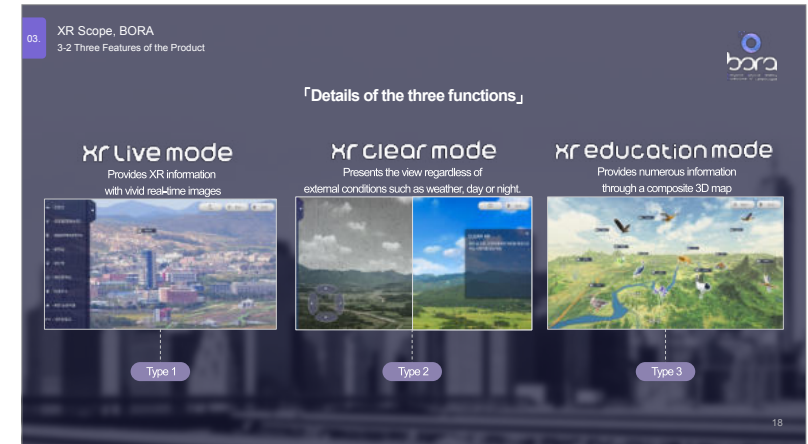 03.
XR Scope, BORA
3-2 Three Features of the Product
bora
「Details of the three functions」
xr Live mode
Provides XR information
with vivid real-time images
xr clear mode
Presents the view regardless of
external conditions such as weather, day or night.
xr education mode
Provides numerous information
through a composite 3D map
Type 1
Type 2
Type 3
18